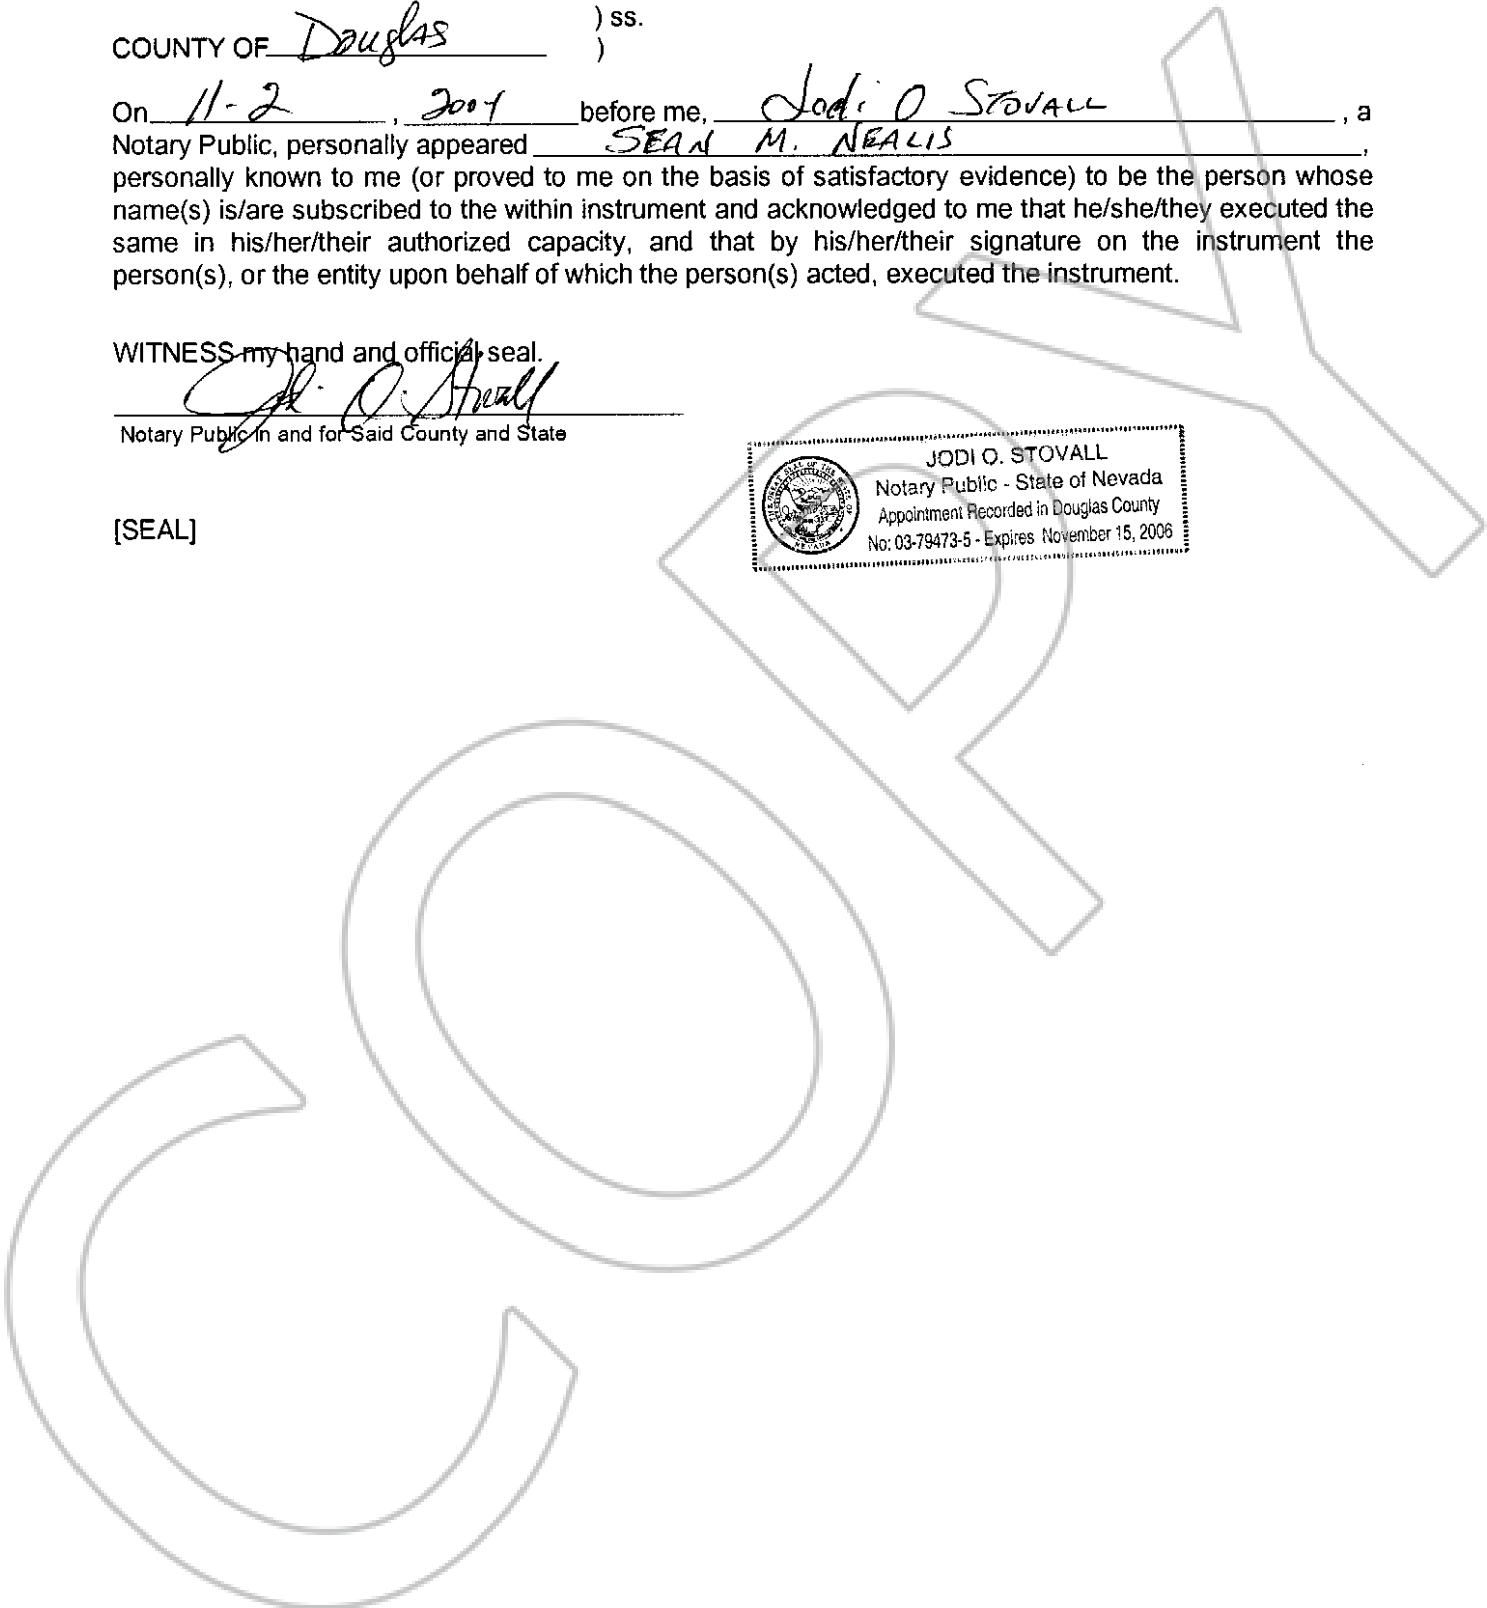 ) ss.
COUNTY OF Douglas )
On 11-2 , 2004 before me, Jodi O Stovall , a
Notary Public, personally appeared SEAN M. NEALIS ,
personally known to me (or proved to me on the basis of satisfactory evidence) to be the person whose
name(s) is/are subscribed to the within instrument and acknowledged to me that he/she/they executed the
same in his/her/their authorized capacity, and that by his/her/their signature on the instrument the
person(s), or the entity upon behalf of which the person(s) acted, executed the instrument.
WITNESS my hand and official seal.
Jodi O. Stovall
Notary Public in and for Said County and State
JODI O. STOVALL
Notary Public - State of Nevada
Appointment Recorded in Douglas County
No: 03-79473-5 - Expires November 15, 2006
[SEAL]
COPY